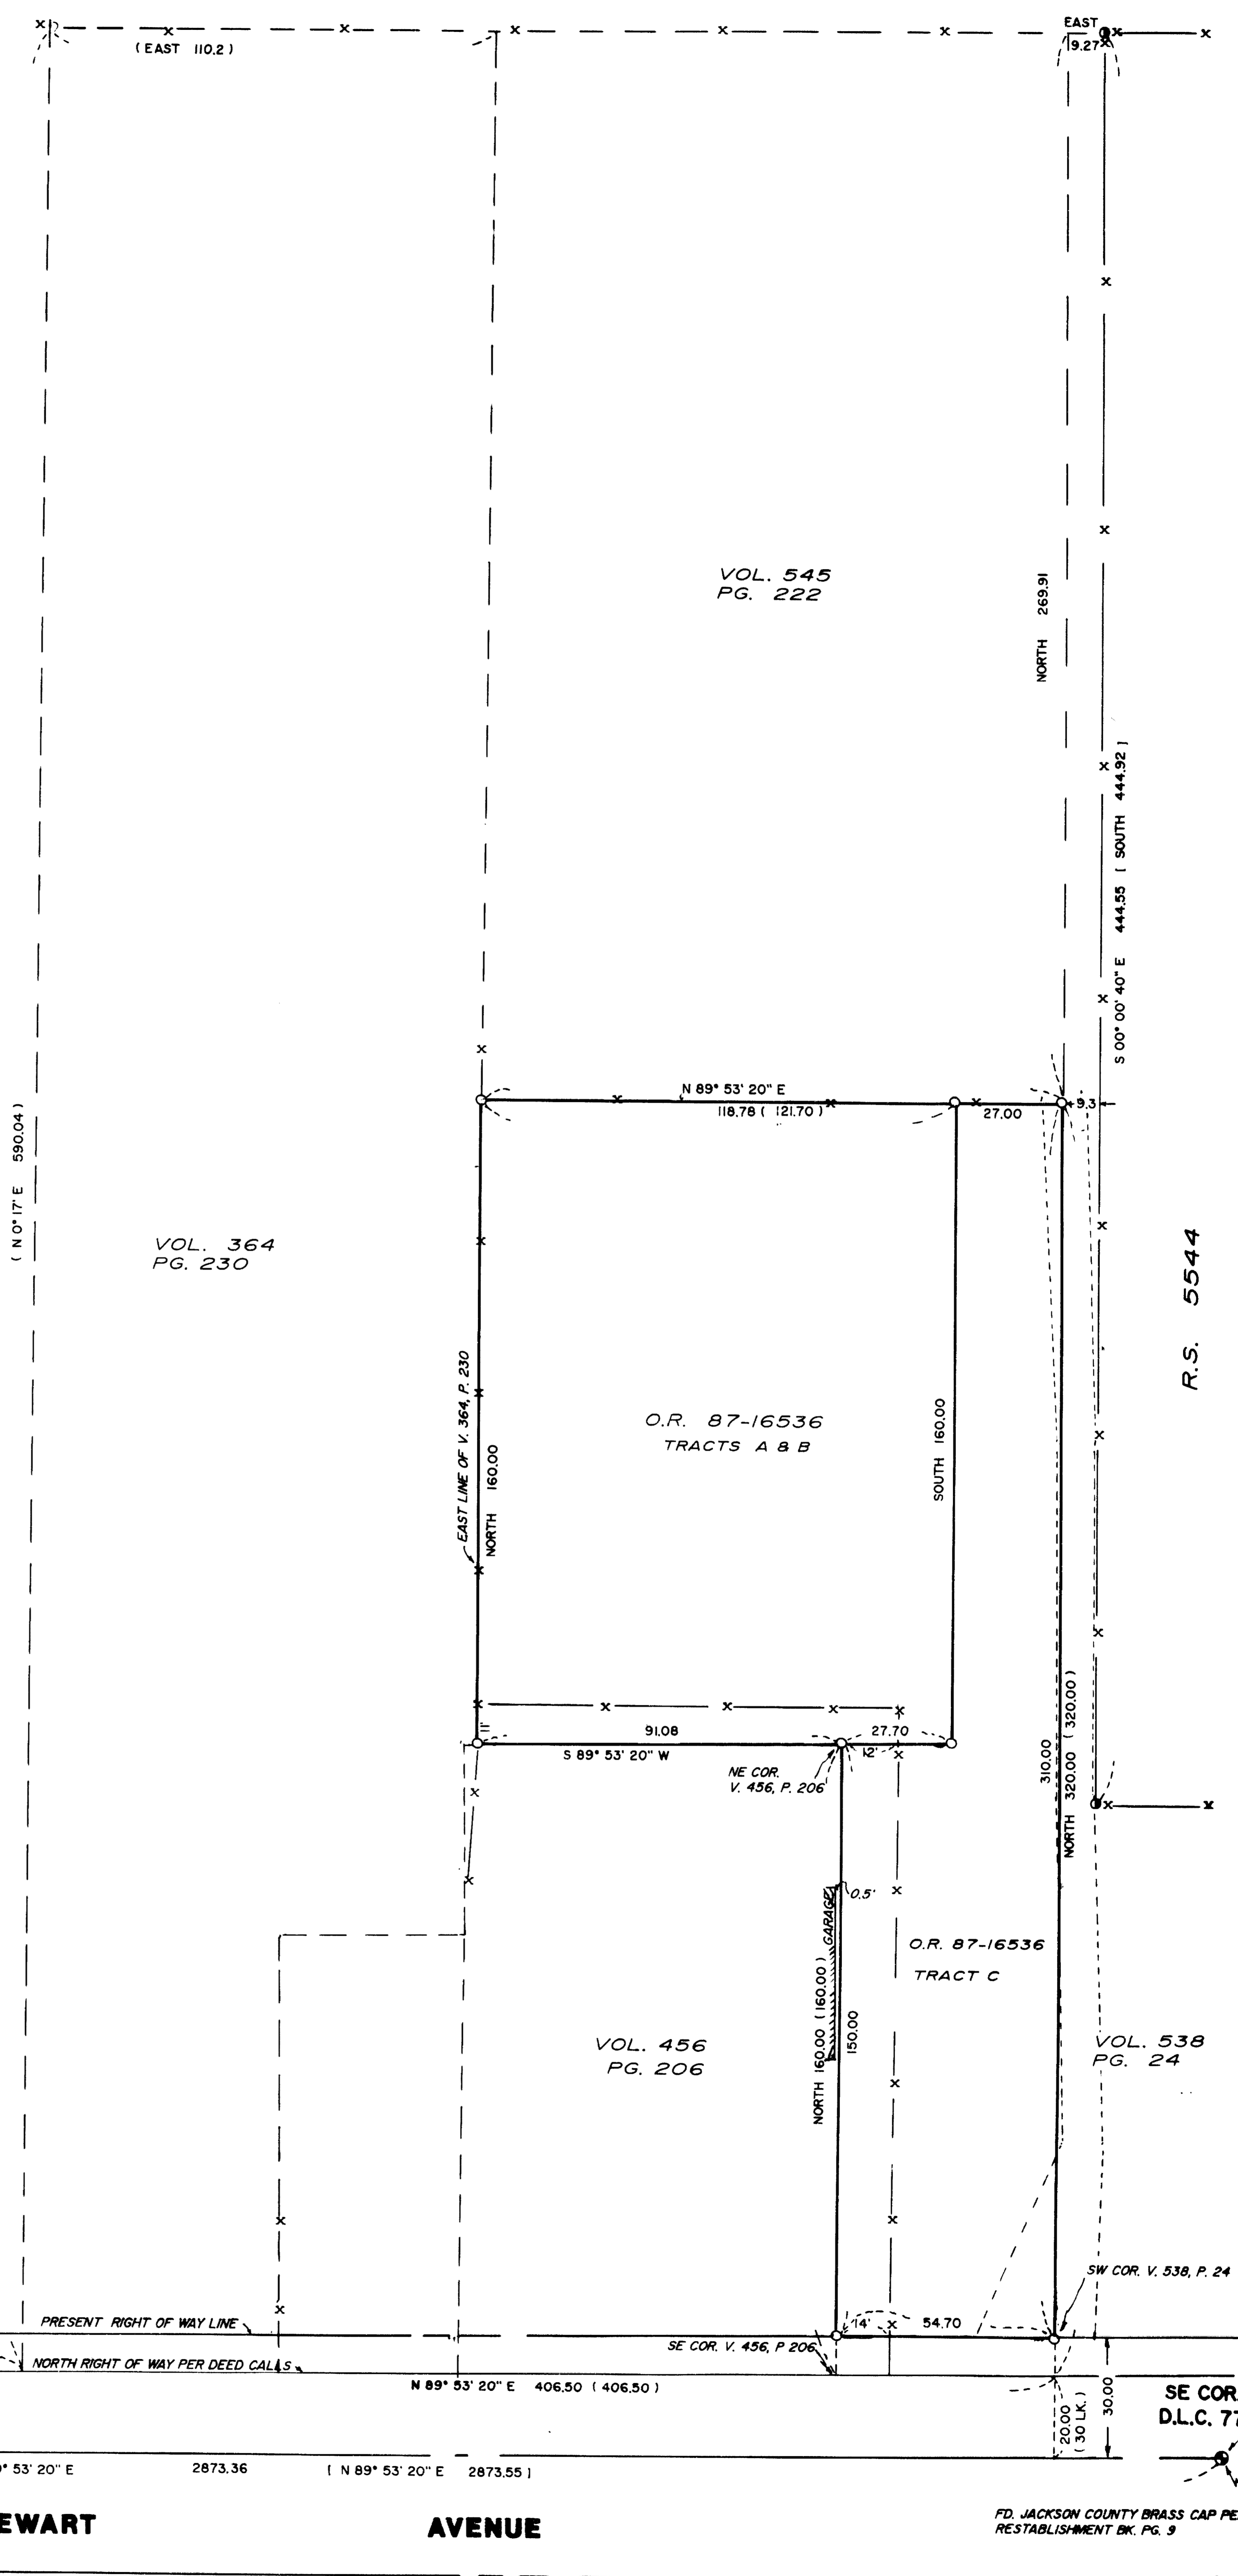 EAST
( EAST 110.2 )
9.27
VOL. 545
PG. 222
NORTH 269.91
S 00° 00' 40" E 444.55 [ SOUTH 444.92 ]
N 89° 53' 20" E
118.78 ( 121.70 )
27.00
9.3
( N 0° 17' E 590.04 )
VOL. 364
PG. 230
R.S. 5544
EAST LINE OF V. 364, P. 230
NORTH 160.00
O.R. 87-16536
TRACTS A & B
SOUTH 160.00
91.08
27.70
S 89° 53' 20" W
12'
NE COR.
V. 456, P. 206
310.00
NORTH 320.00 ( 320.00 )
0.5'
GARAGE
NORTH 160.00 ( 160.00 )
150.00
O.R. 87-16536
TRACT C
VOL. 456
PG. 206
VOL. 538
PG. 24
SW COR. V. 538, P. 24
PRESENT RIGHT OF WAY LINE
14'
54.70
SE COR. V. 456, P 206
NORTH RIGHT OF WAY PER DEED CALLS
N 89° 53' 20" E 406.50 ( 406.50 )
20.00
( 30 LK. )
30.00
SE COR.
D.L.C. 77
° 53' 20" E 2873.36 [ N 89° 53' 20" E 2873.55 ]
EWART AVENUE
FD. JACKSON COUNTY BRASS CAP PE
RESTABLISHMENT BK. PG. 9